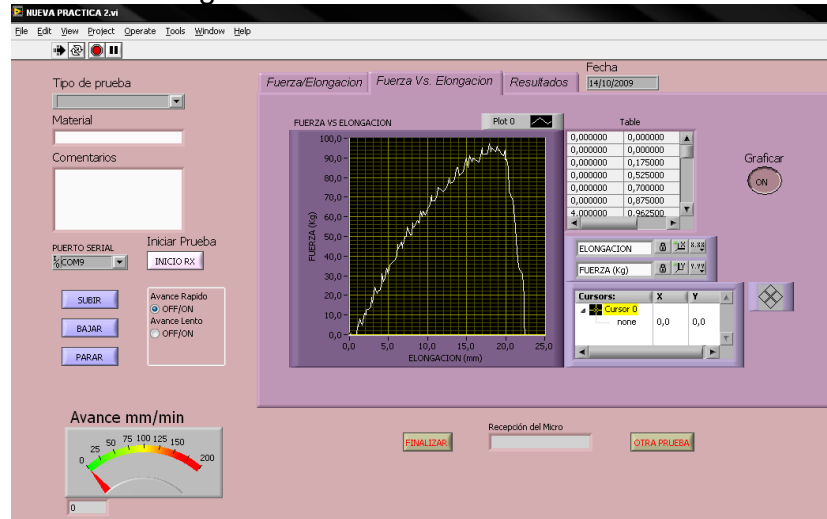 NUEVA PRACTICA 2.vi
File Edit View Project Operate Tools Window Help
Tipo de prueba
Material
Comentarios
PUERTO SERIAL
COM9
Iniciar Prueba
INICIO RX
SUBIR
BAJAR
PARAR
Avance Rapido
OFF/ON
Avance Lento
OFF/ON
Avance mm/min
0 25 50 75 100 125 150 200
0
Fuerza/Elongacion Fuerza Vs. Elongacion Resultados
Fecha
14/10/2009
FUERZA VS ELONGACION
Plot 0
FUERZA (Kg)
100,0
90,0
80,0
70,0
60,0
50,0
40,0
30,0
20,0
10,0
0,0
0,0 5,0 10,0 15,0 20,0 25,0
ELONGACION (mm)
Table
0,000000 0,000000
0,000000 0,000000
0,000000 0,175000
0,000000 0,525000
0,000000 0,700000
0,000000 0,875000
4,000000 0,962500
Graficar
ON
ELONGACION
FUERZA (Kg)
Cursors: X Y
Cursor 0
none 0,0 0,0
FINALIZAR
Recepción del Micro
OTRA PRUEBA